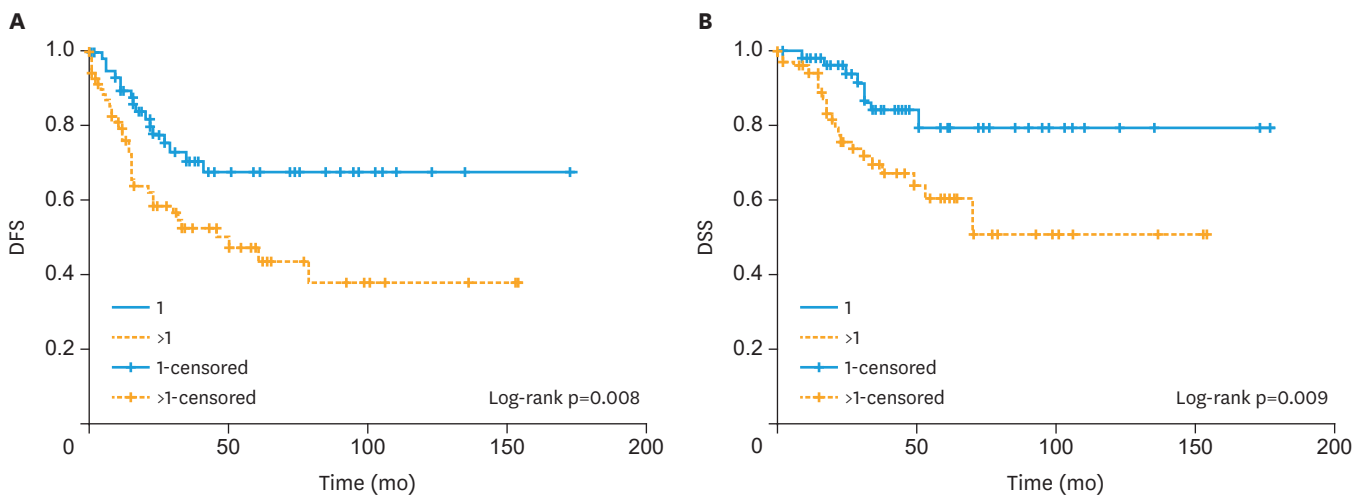 A
DFS
1.0
0.8
0.6
0.4
0.2
0
50
100
150
200
Time (mo)
1
>1
1-censored
>1-censored
Log-rank p=0.008
B
DSS
1.0
0.8
0.6
0.4
0.2
0
50
100
150
200
Time (mo)
1
>1
1-censored
>1-censored
Log-rank p=0.009